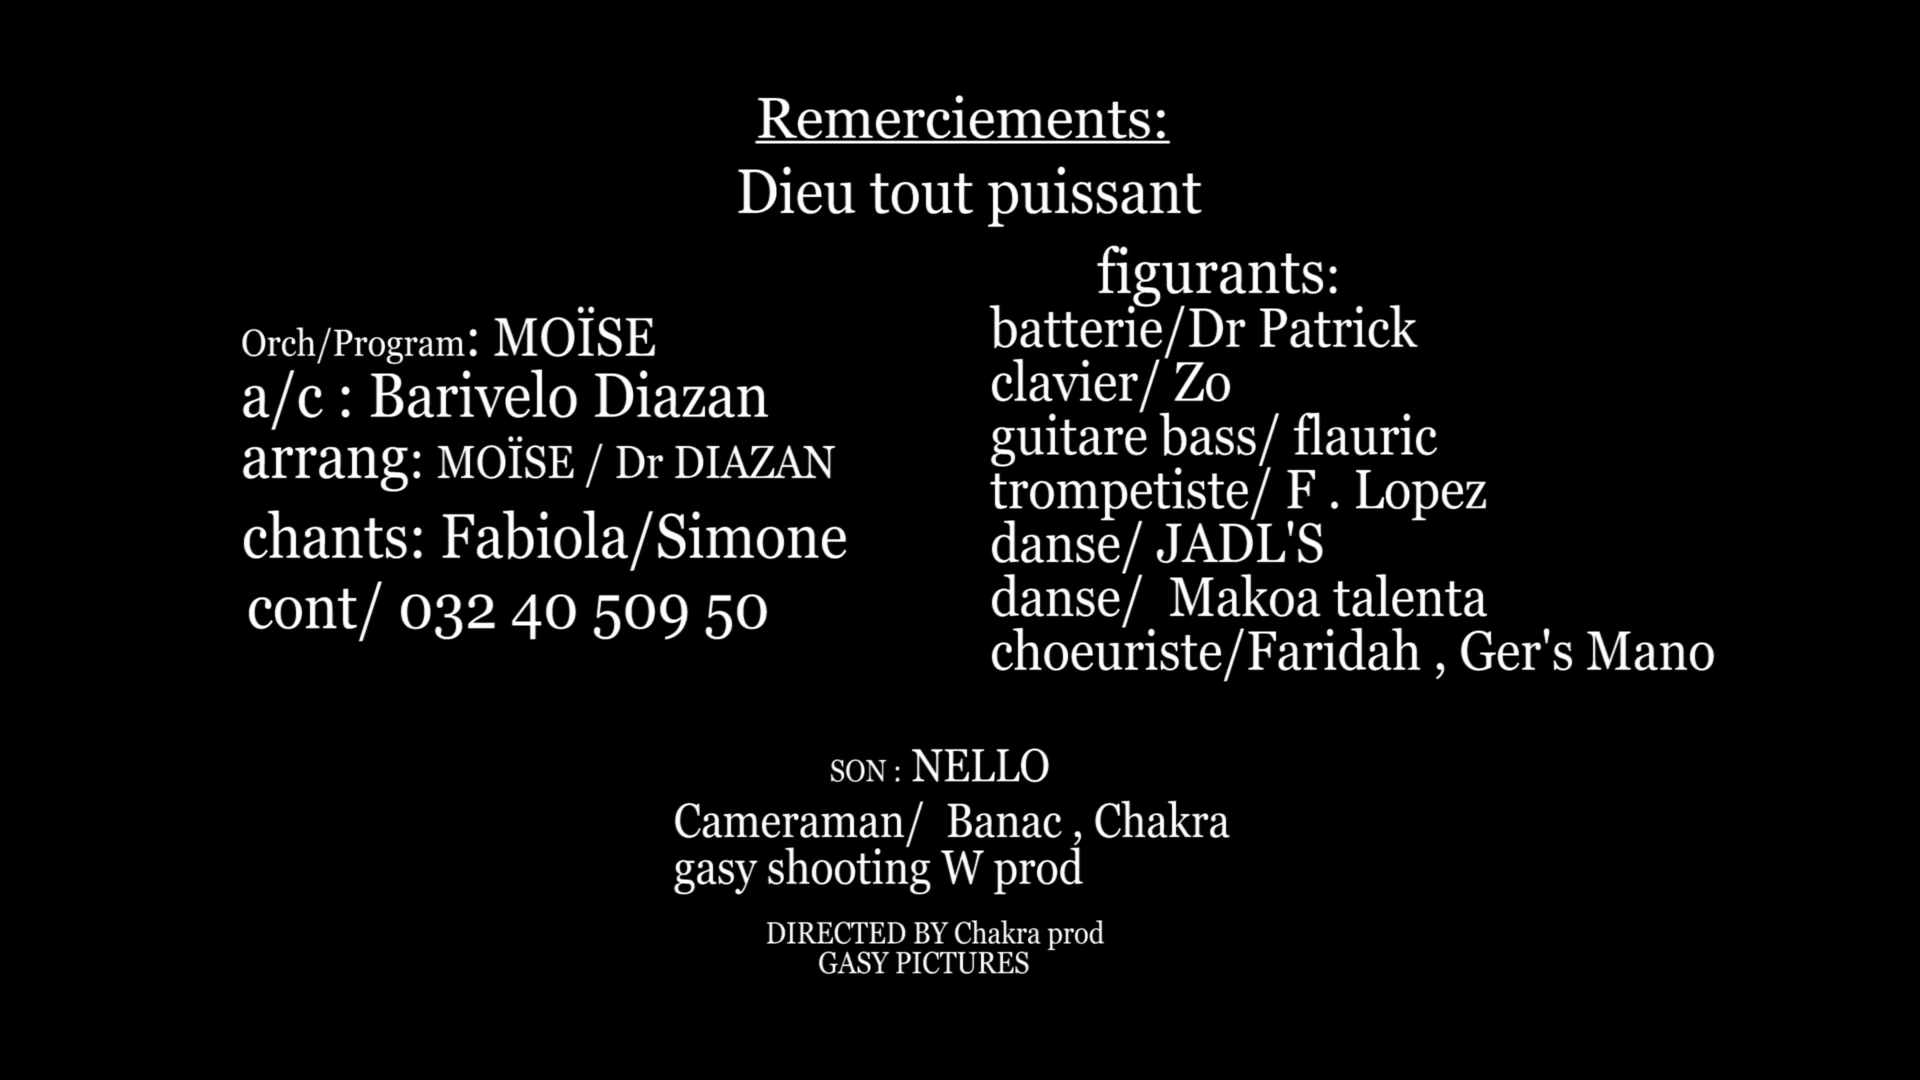 Remerciements:
Dieu tout puissant
Orch/Program: MOÏSE
a/c : Barivelo Diazan
arrang: MOÏSE / Dr DIAZAN
chants: Fabiola/Simone
cont/ 032 40 509 50
figurants:
batterie/Dr Patrick
clavier/ Zo
guitare bass/ flauric
trompetiste/ F . Lopez
danse/ JADL'S
danse/ Makoa talenta
choeuriste/Faridah , Ger's Mano
SON : NELLO
Cameraman/ Banac , Chakra
gasy shooting W prod
DIRECTED BY Chakra prod
GASY PICTURES